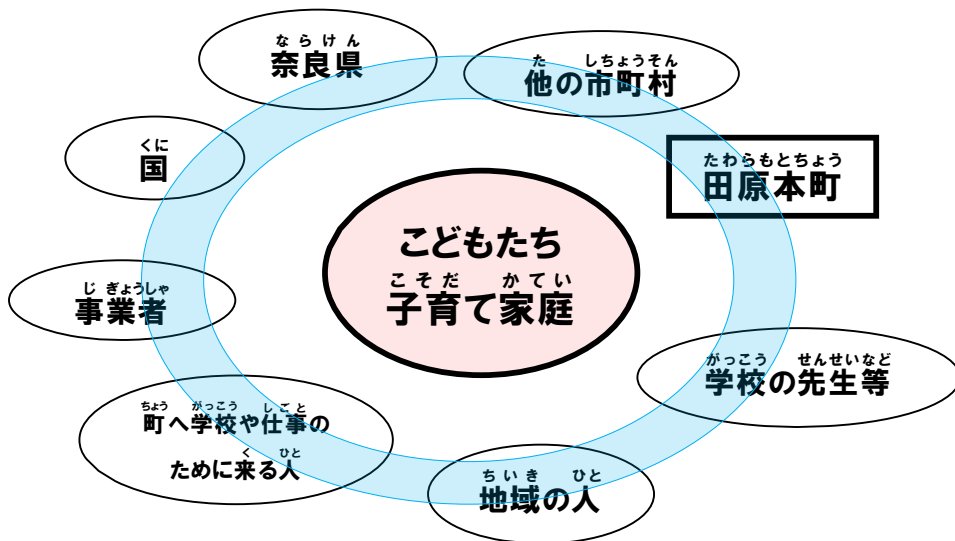 ならけん
奈良県
た しちょうそん
他の市町村
くに
国
たわらもとちょう
田原本町
こどもたち
こそだ かてい
子育て家庭
じぎょうしゃ
事業者
がっこう せんせいなど
学校の先生等
ちょう がっこう しごと
町へ学校や仕事の
く ひと
ために来る人
ちいき ひと
地域の人